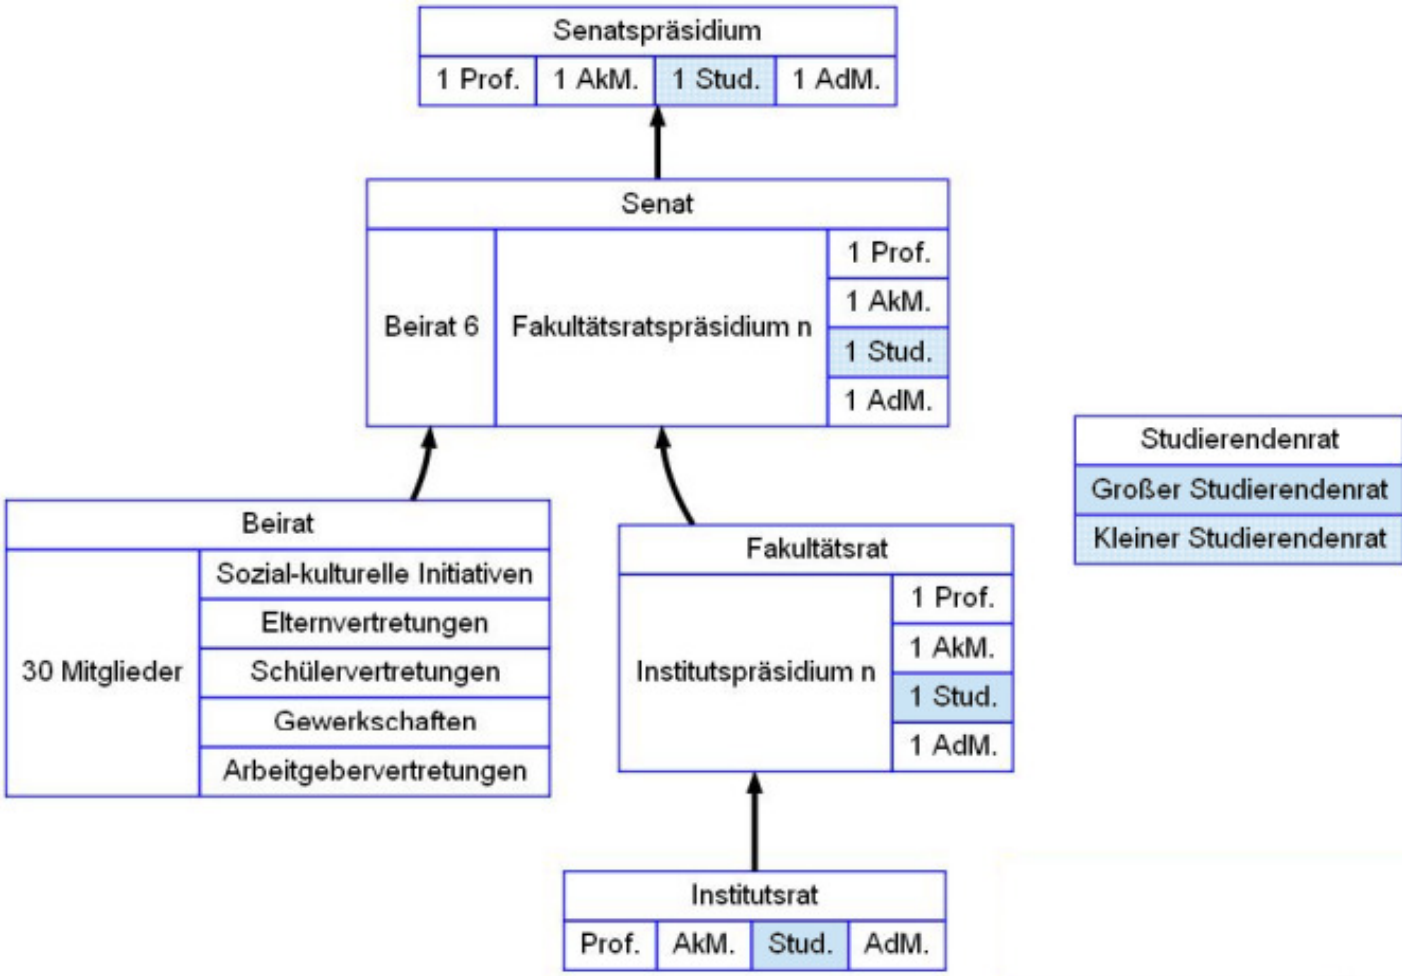 Senatspräsidium
1 Prof. 1 AkM. 1 Stud. 1 AdM.
Senat
Beirat 6
Fakultätsratspräsidium n
1 Prof.
1 AkM.
1 Stud.
1 AdM.
Studierendenrat
Großer Studierendenrat
Kleiner Studierendenrat
Beirat
30 Mitglieder
Sozial-kulturelle Initiativen
Elternvertretungen
Schülervertretungen
Gewerkschaften
Arbeitgebervertretungen
Fakultätsrat
Institutspräsidium n
1 Prof.
1 AkM.
1 Stud.
1 AdM.
Institutsrat
Prof. AkM. Stud. AdM.